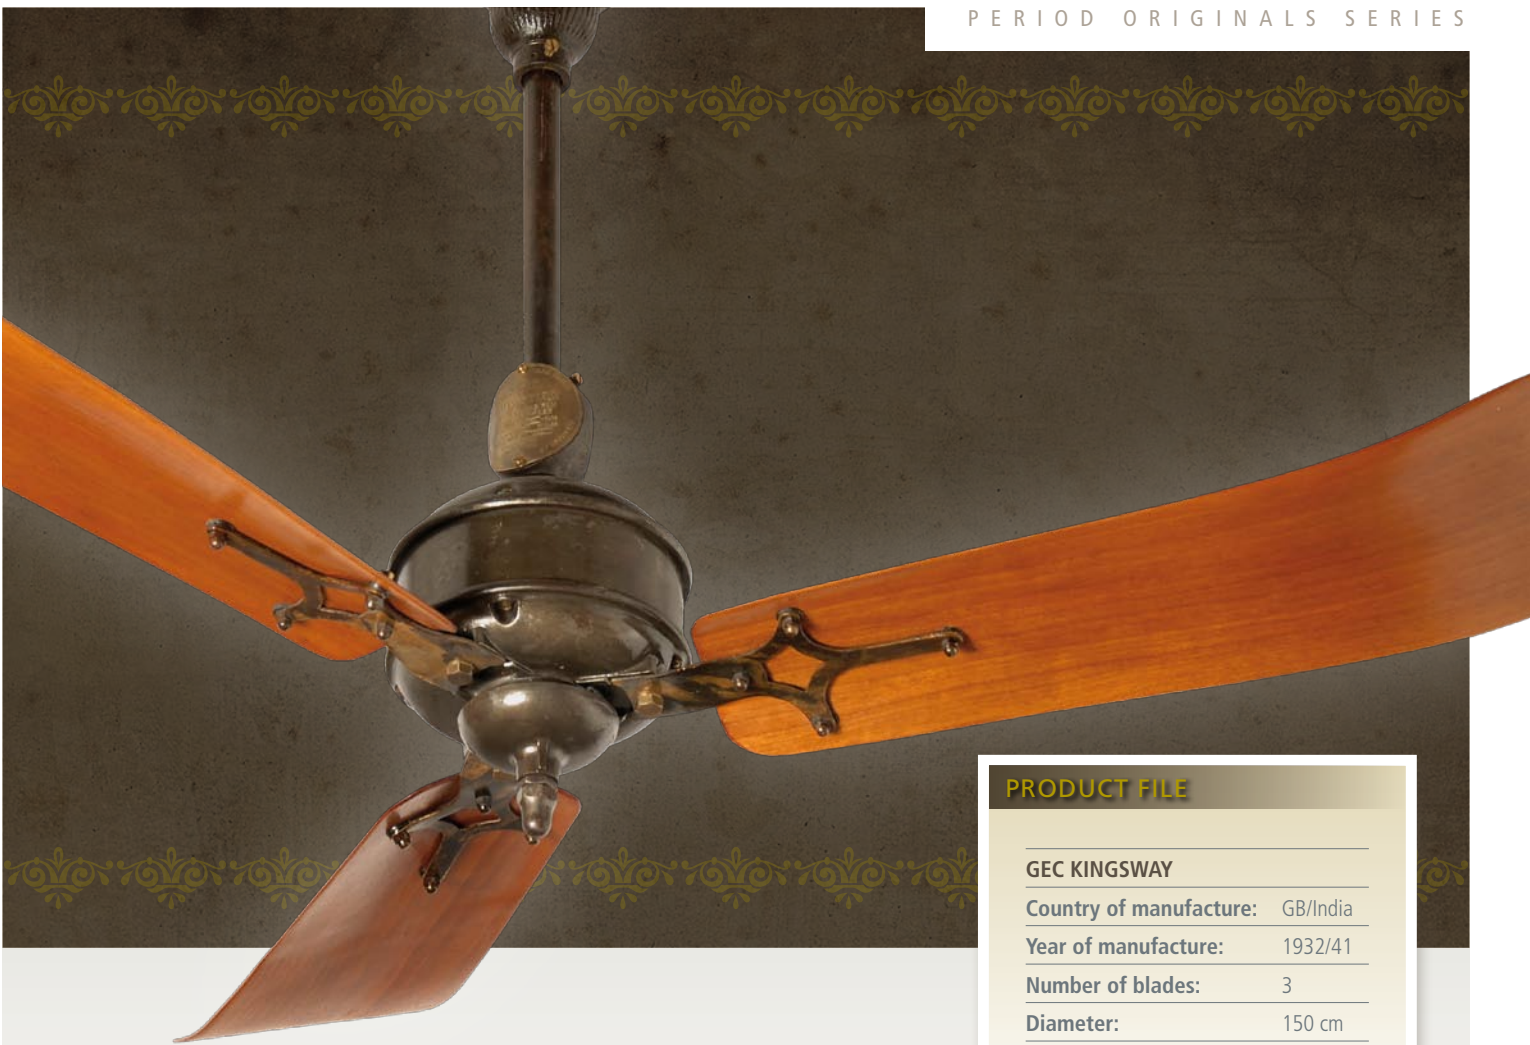 PERIOD ORIGINALS SERIES
PRODUCT FILE
GEC KINGSWAY
Country of manufacture: GB/India
Year of manufacture: 1932/41
Number of blades: 3
Diameter: 150 cm